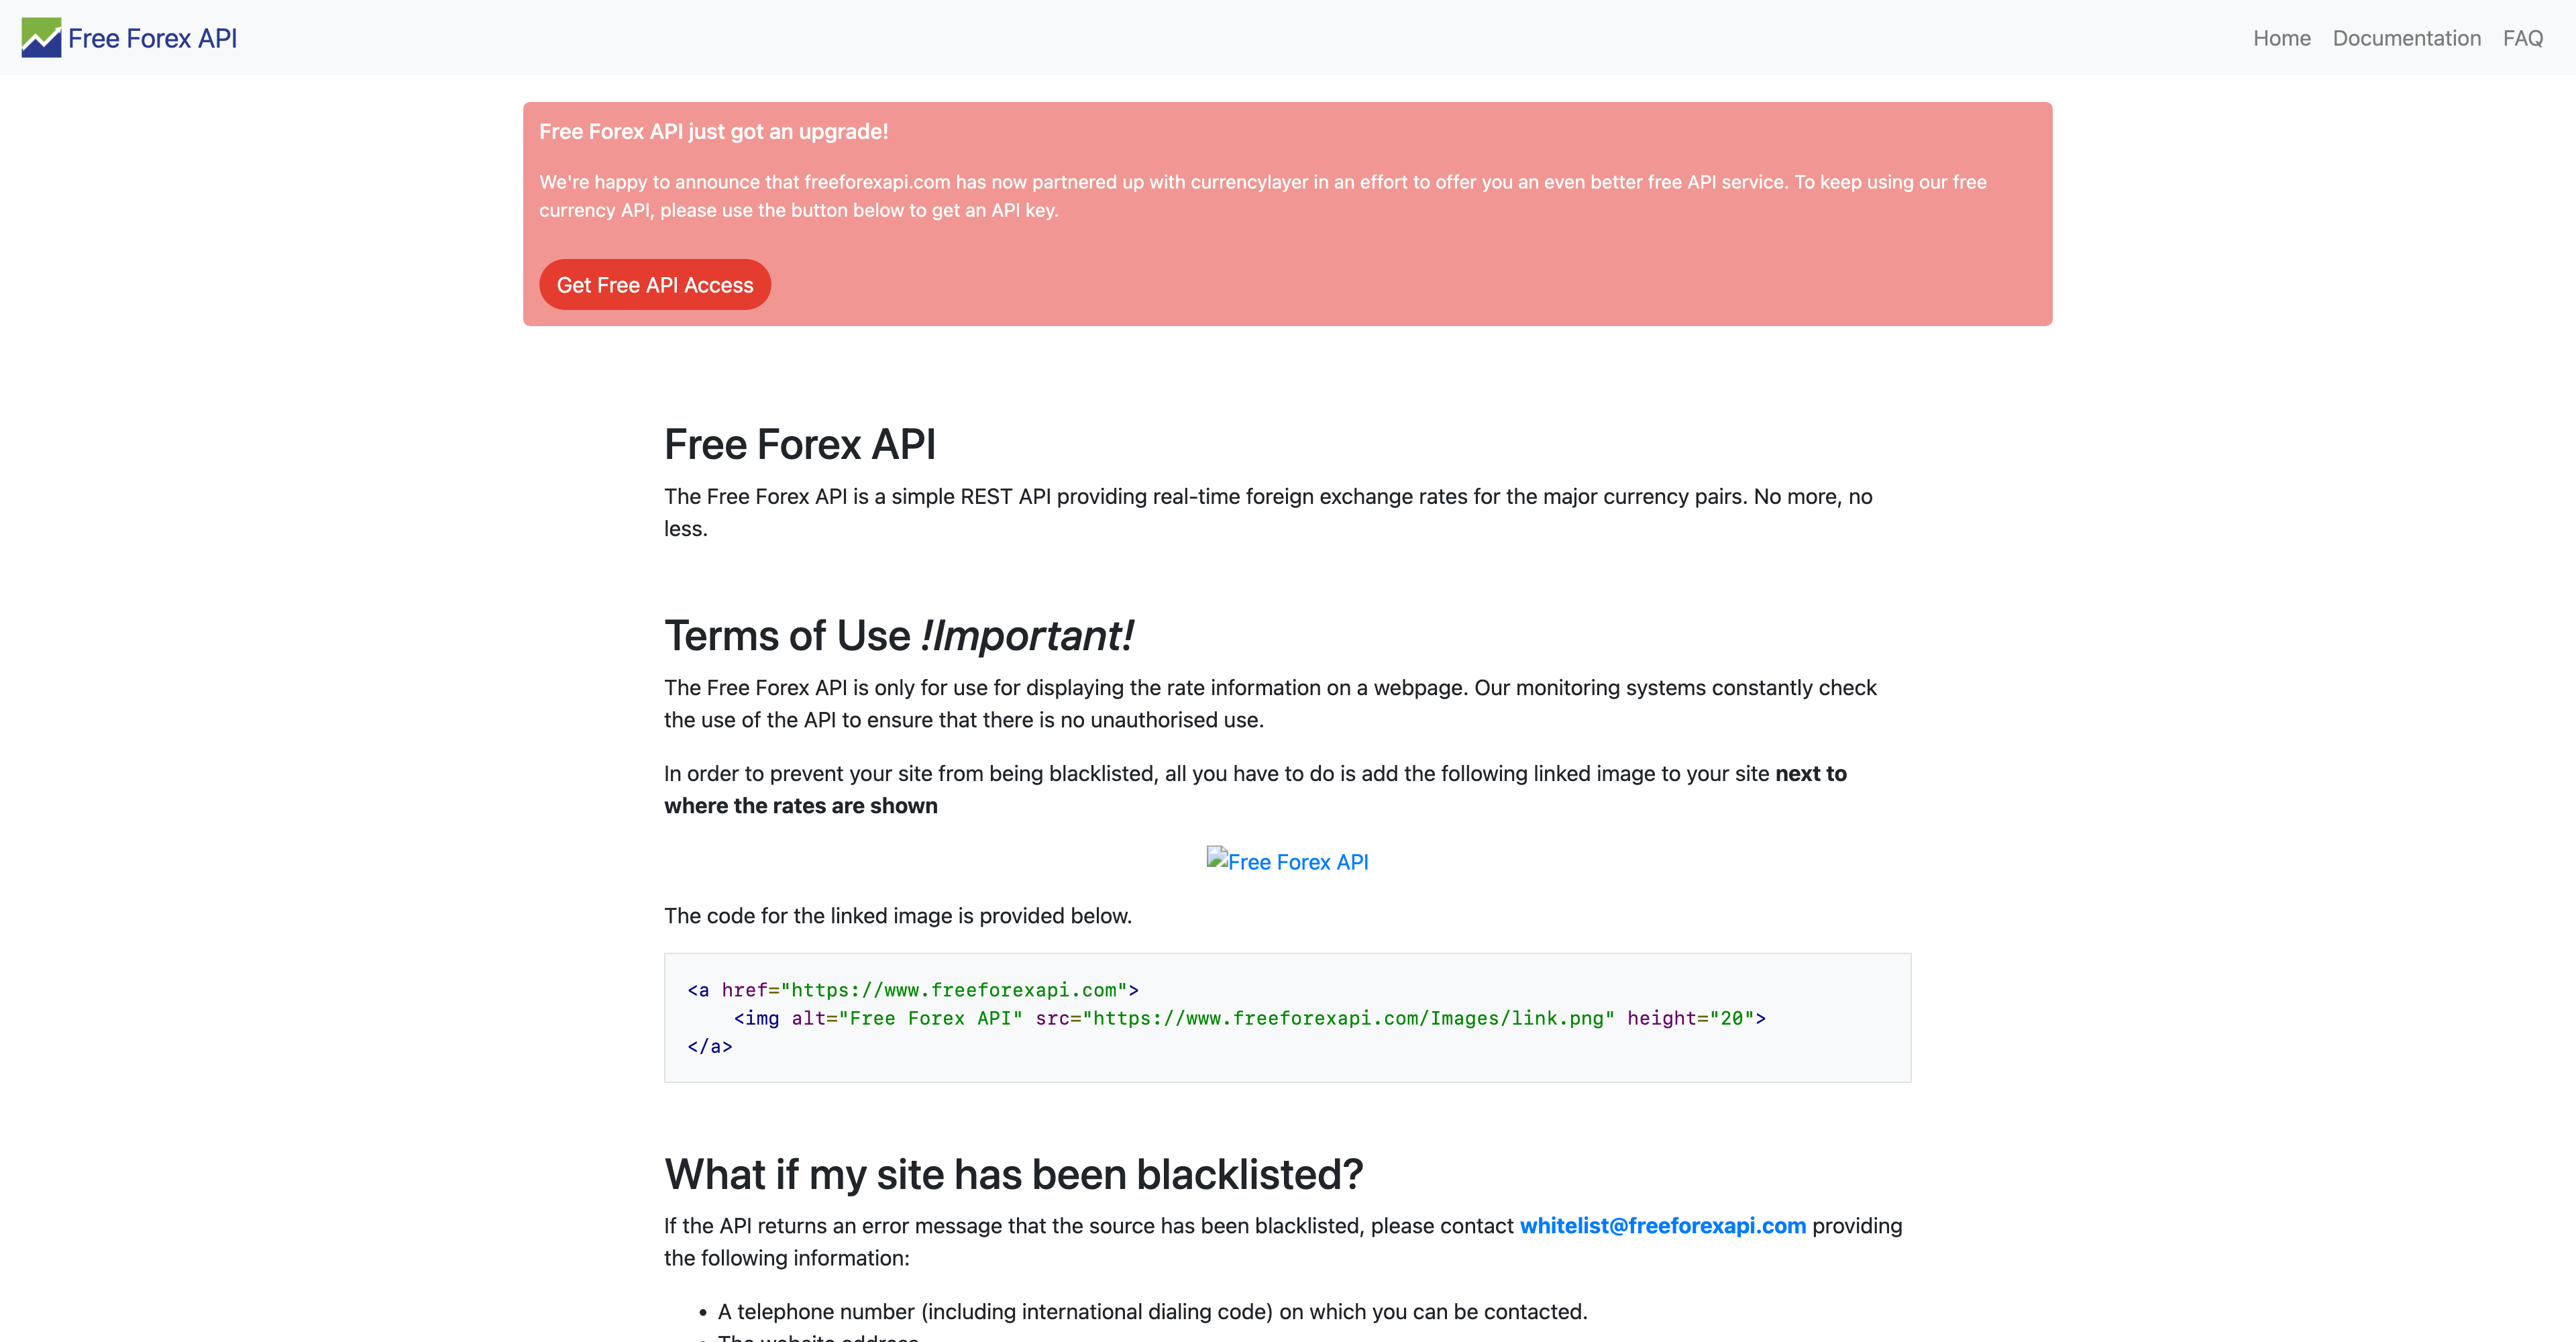 Free Forex API
Home Documentation FAQ
Free Forex API just got an upgrade!
We're happy to announce that freeforexapi.com has now partnered up with currencylayer in an effort to offer you an even better free API service. To keep using our free
currency API, please use the button below to get an API key.
Get Free API Access
Free Forex API
The Free Forex API is a simple REST API providing real-time foreign exchange rates for the major currency pairs. No more, no
less.
Terms of Use !Important!
The Free Forex API is only for use for displaying the rate information on a webpage. Our monitoring systems constantly check
the use of the API to ensure that there is no unauthorised use.
In order to prevent your site from being blacklisted, all you have to do is add the following linked image to your site next to
where the rates are shown
Free Forex API
The code for the linked image is provided below.
<a href="https://www.freeforexapi.com">
    <img alt="Free Forex API" src="https://www.freeforexapi.com/Images/link.png" height="20">
</a>
What if my site has been blacklisted?
If the API returns an error message that the source has been blacklisted, please contact whitelist@freeforexapi.com providing
the following information:
• A telephone number (including international dialing code) on which you can be contacted.
• The website address